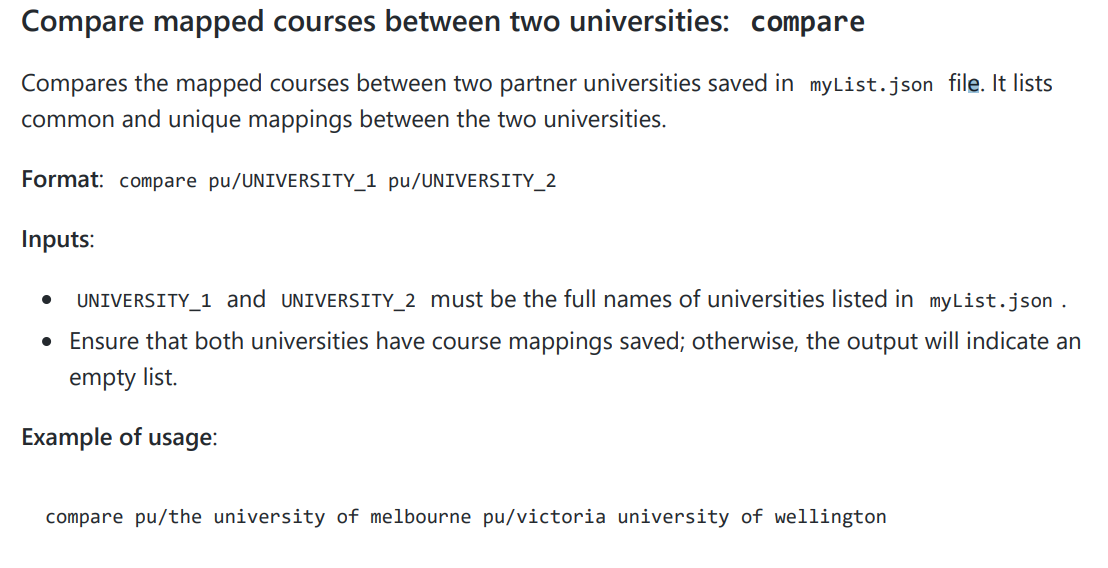 Compare mapped courses between two universities: compare
Compares the mapped courses between two partner universities saved in myList.json file. It lists
common and unique mappings between the two universities.
Format: compare pu/UNIVERSITY_1 pu/UNIVERSITY_2
Inputs:
• UNIVERSITY_1 and UNIVERSITY_2 must be the full names of universities listed in myList.json .
• Ensure that both universities have course mappings saved; otherwise, the output will indicate an
empty list.
Example of usage:
compare pu/the university of melbourne pu/victoria university of wellington